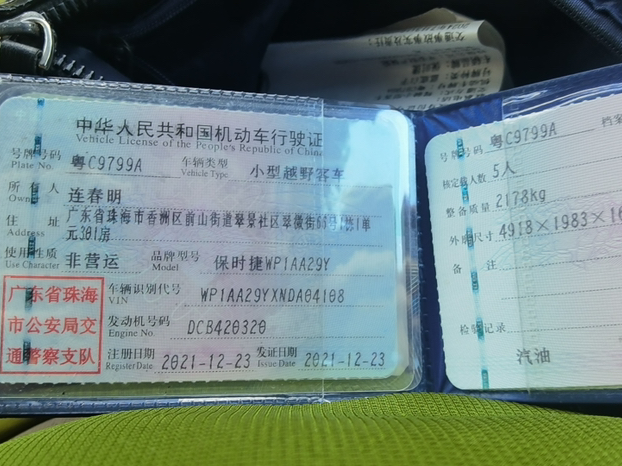 中华人民共和国机动车行驶证
Vehicle License of the People's Republic of China
号牌号码 粤C9799A 车辆类型 小型越野客车
Plate No. Vehicle Type
所有人 连春明
Owner
住址 广东省珠海市香洲区前山街道翠景社区翠微街
Address 元301房
使用性质 非营运 品牌型号 保时捷WP1AA29Y
Use Character Model
广东省珠海
市公安局交
通警察支队
车辆识别代号 WP1AA29YXNDA04108
VIN
发动机号码 DCB420320
Engine No.
注册日期 2021-12-23 发证日期 2021-12-23
Register Date Issue Date
号牌号码 粤C9799A 档案
核定载人数 5人
整备质量 2178kg
外廓尺寸 4918×1983×16
备注
检验记录
汽油